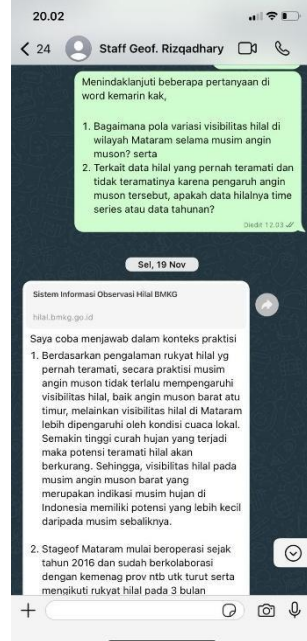 20.02
24
Staff Geof. Rizqadhary
Menindaklanjuti beberapa pertanyaan di
word kemarin kak,
1. Bagaimana pola variasi visibilitas hilal di
wilayah Mataram selama musim angin
muson? serta
2. Terkait data hilal yang pernah teramati dan
tidak teramatinya karena pengaruh angin
muson tersebut, apakah data hilalnya time
series atau data tahunan?
Diedit 12.03
Sel, 19 Nov
Sistem Informasi Observasi Hilal BMKG
hilal.bmkg.go.id
Saya coba menjawab dalam konteks praktisi
1. Berdasarkan pengalaman rukyat hilal yg
pernah teramati, secara praktisi musim
angin muson tidak terlalu mempengaruhi
visibilitas hilal, baik angin muson barat atu
timur, melainkan visibilitas hilal di Mataram
lebih dipengaruhi oleh kondisi cuaca lokal.
Semakin tinggi curah hujan yang terjadi
maka potensi teramati hilal akan
berkurang. Sehingga, visibilitas hilal pada
musim angin muson barat yang
merupakan indikasi musim hujan di
Indonesia memiliki potensi yang lebih kecil
daripada musim sebaliknya.
2. Stageof Mataram mulai beroperasi sejak
tahun 2016 dan sudah berkolaborasi
dengan kemenag prov ntb utk turut serta
mengikuti rukyat hilal pada 3 bulan